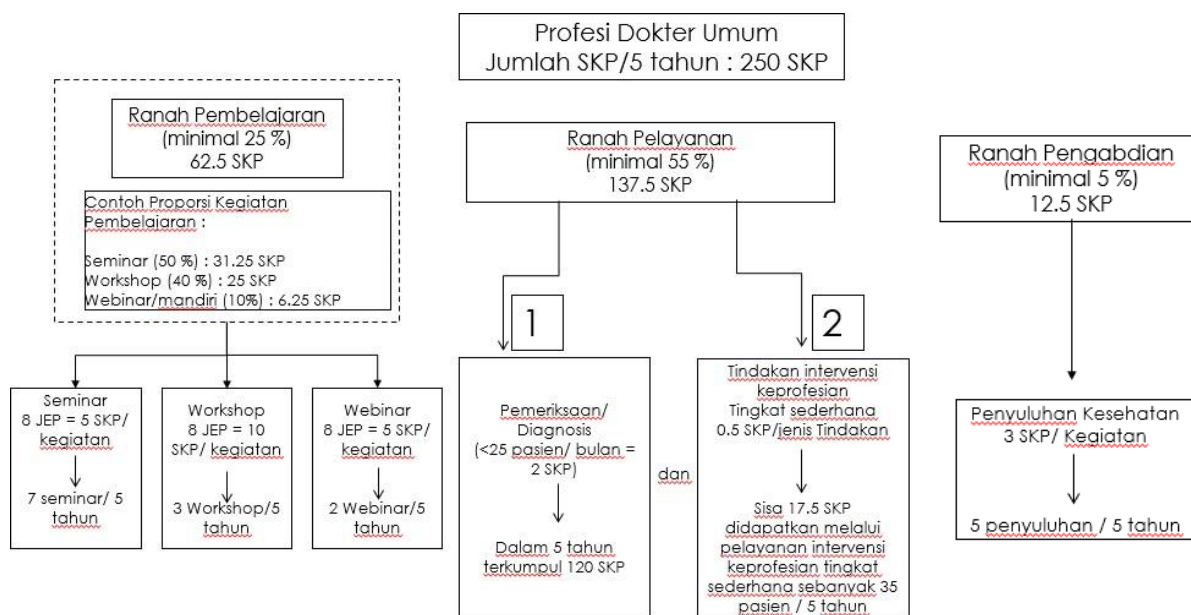 Profesi Dokter Umum
Jumlah SKP/5 tahun : 250 SKP
Ranah Pembelajaran
(minimal 25 %)
62.5 SKP
Contoh Proporsi Kegiatan
Pembelajaran :
Seminar (50 %) : 31.25 SKP
Workshop (40 %) : 25 SKP
Webinar/mandiri (10%) : 6.25 SKP
Ranah Pelayanan
(minimal 55 %)
137.5 SKP
Ranah Pengabdian
(minimal 5 %)
12.5 SKP
1
2
Seminar
8 JEP = 5 SKP/
kegiatan
7 seminar/ 5
tahun
Workshop
8 JEP = 10
SKP/ kegiatan
3 Workshop/5
tahun
Webinar
8 JEP = 5 SKP/
kegiatan
2 Webinar/5
tahun
Pemeriksaan/
Diagnosis
(<25 pasien/ bulan =
2 SKP)
Dalam 5 tahun
terkumpul 120 SKP
dan
Tindakan intervensi
keprofesian
Tingkat sederhana
0.5 SKP/jenis Tindakan
Sisa 17.5 SKP
didapatkan melalui
pelayanan intervensi
keprofesian tingkat
sederhana sebanyak 35
pasien / 5 tahun
Penyuluhan Kesehatan
3 SKP/ Kegiatan
5 penyuluhan / 5 tahun